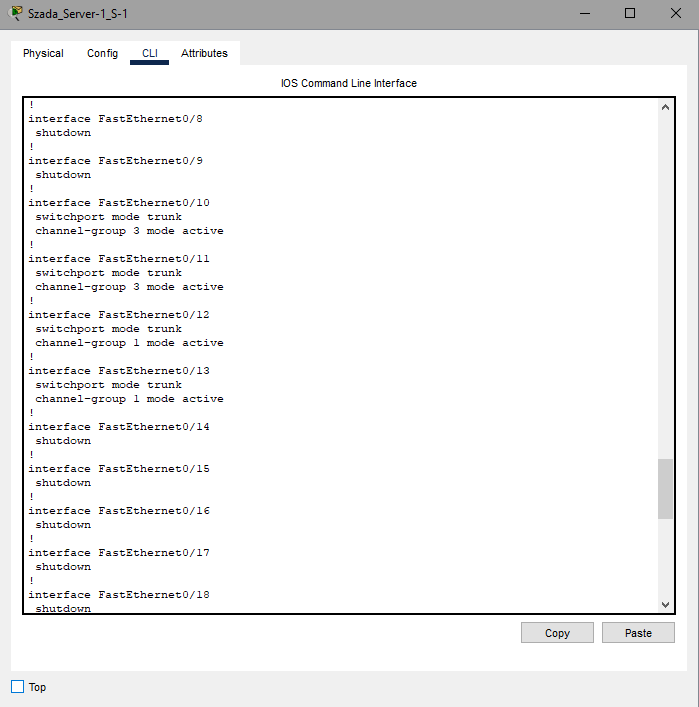 Szada_Server-1_S-1
Physical Config CLI Attributes
IOS Command Line Interface
!
interface FastEthernet0/8
 shutdown
!
interface FastEthernet0/9
 shutdown
!
interface FastEthernet0/10
 switchport mode trunk
 channel-group 3 mode active
!
interface FastEthernet0/11
 switchport mode trunk
 channel-group 3 mode active
!
interface FastEthernet0/12
 switchport mode trunk
 channel-group 1 mode active
!
interface FastEthernet0/13
 switchport mode trunk
 channel-group 1 mode active
!
interface FastEthernet0/14
 shutdown
!
interface FastEthernet0/15
 shutdown
!
interface FastEthernet0/16
 shutdown
!
interface FastEthernet0/17
 shutdown
!
interface FastEthernet0/18
 shutdown
Copy Paste
Top